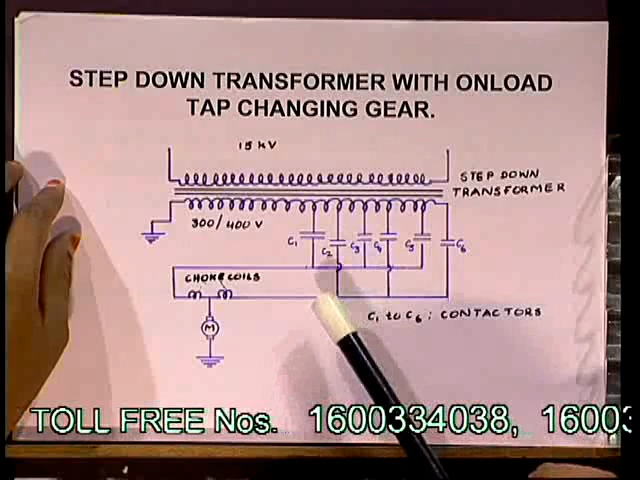 STEP DOWN TRANSFORMER WITH ONLOAD
TAP CHANGING GEAR.
15 KV
STEP DOWN
TRANSFORMER
300/400 V
C1
C2
C3
C4
C5
C6
CHOKE COILS
M
C1 to C6 : CONTACTORS
TOLL FREE Nos. 1600334038, 16003